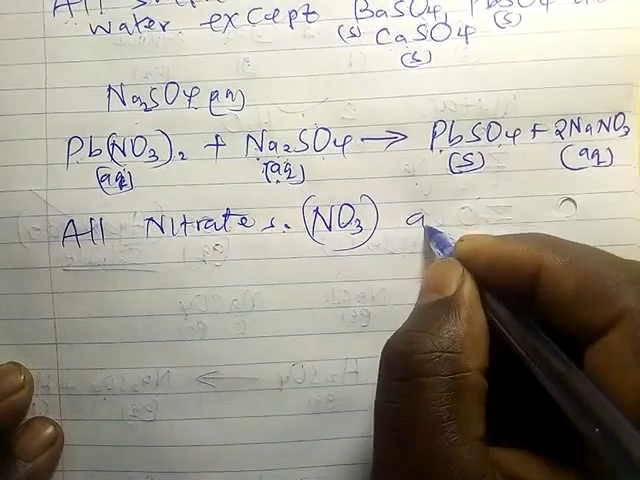 All
water except BaSO4, PbSO4
(s) CaSO4 (s)
(s)
Na2SO4 (aq)
Pb(NO3)2 + Na2SO4 → PbSO4 + 2NaNO3
(aq) (aq) (s) (aq)
All Nitrates. (NO3) a